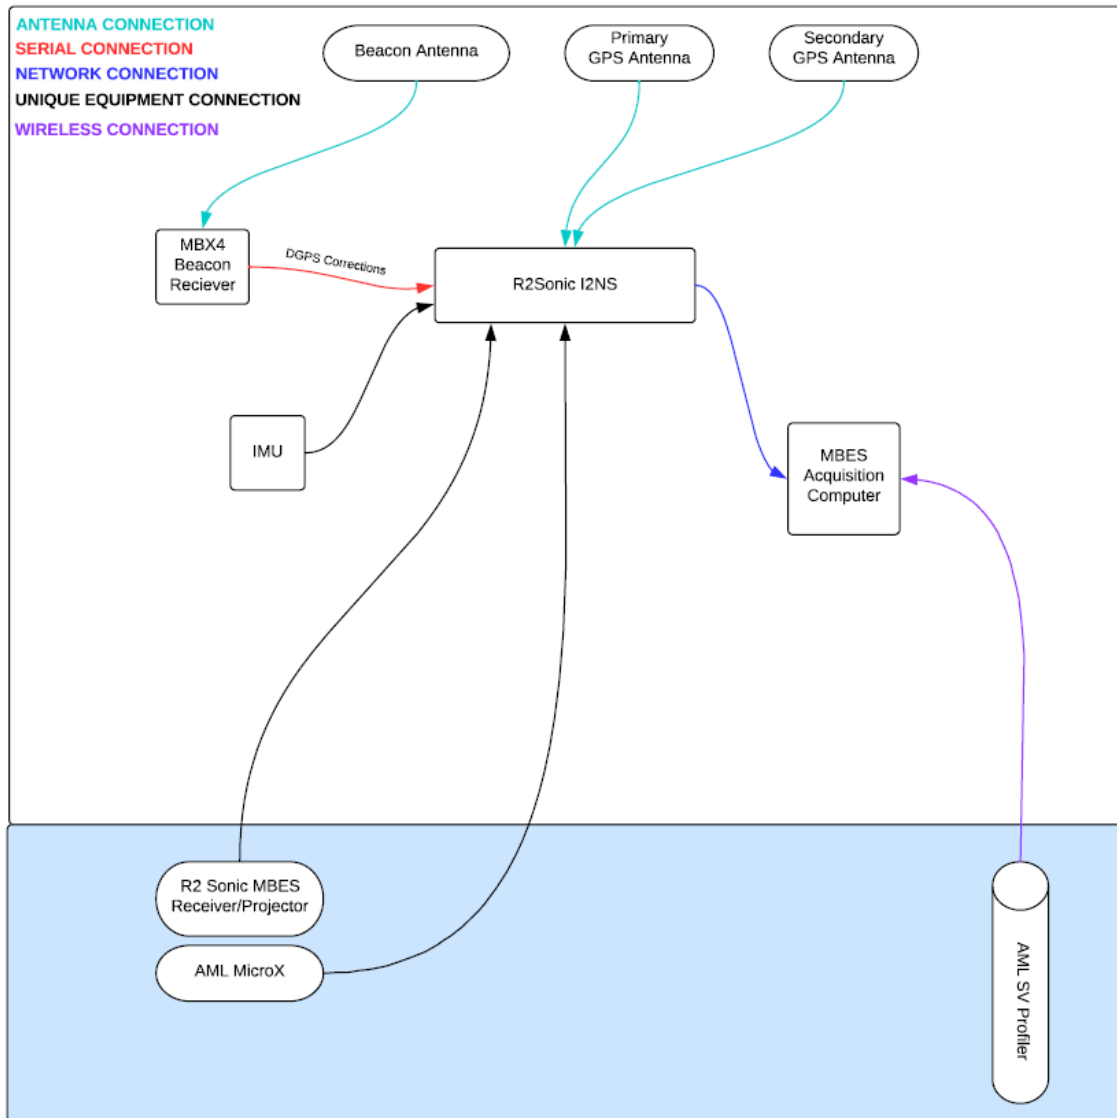 ANTENNA CONNECTION
SERIAL CONNECTION
NETWORK CONNECTION
UNIQUE EQUIPMENT CONNECTION
WIRELESS CONNECTION
Beacon Antenna
Primary
GPS Antenna
Secondary
GPS Antenna
MBX4
Beacon
Reciever
DGPS Corrections
R2Sonic I2NS
IMU
MBES
Acquisition
Computer
R2 Sonic MBES
Receiver/Projector
AML MicroX
AML SV Profiler